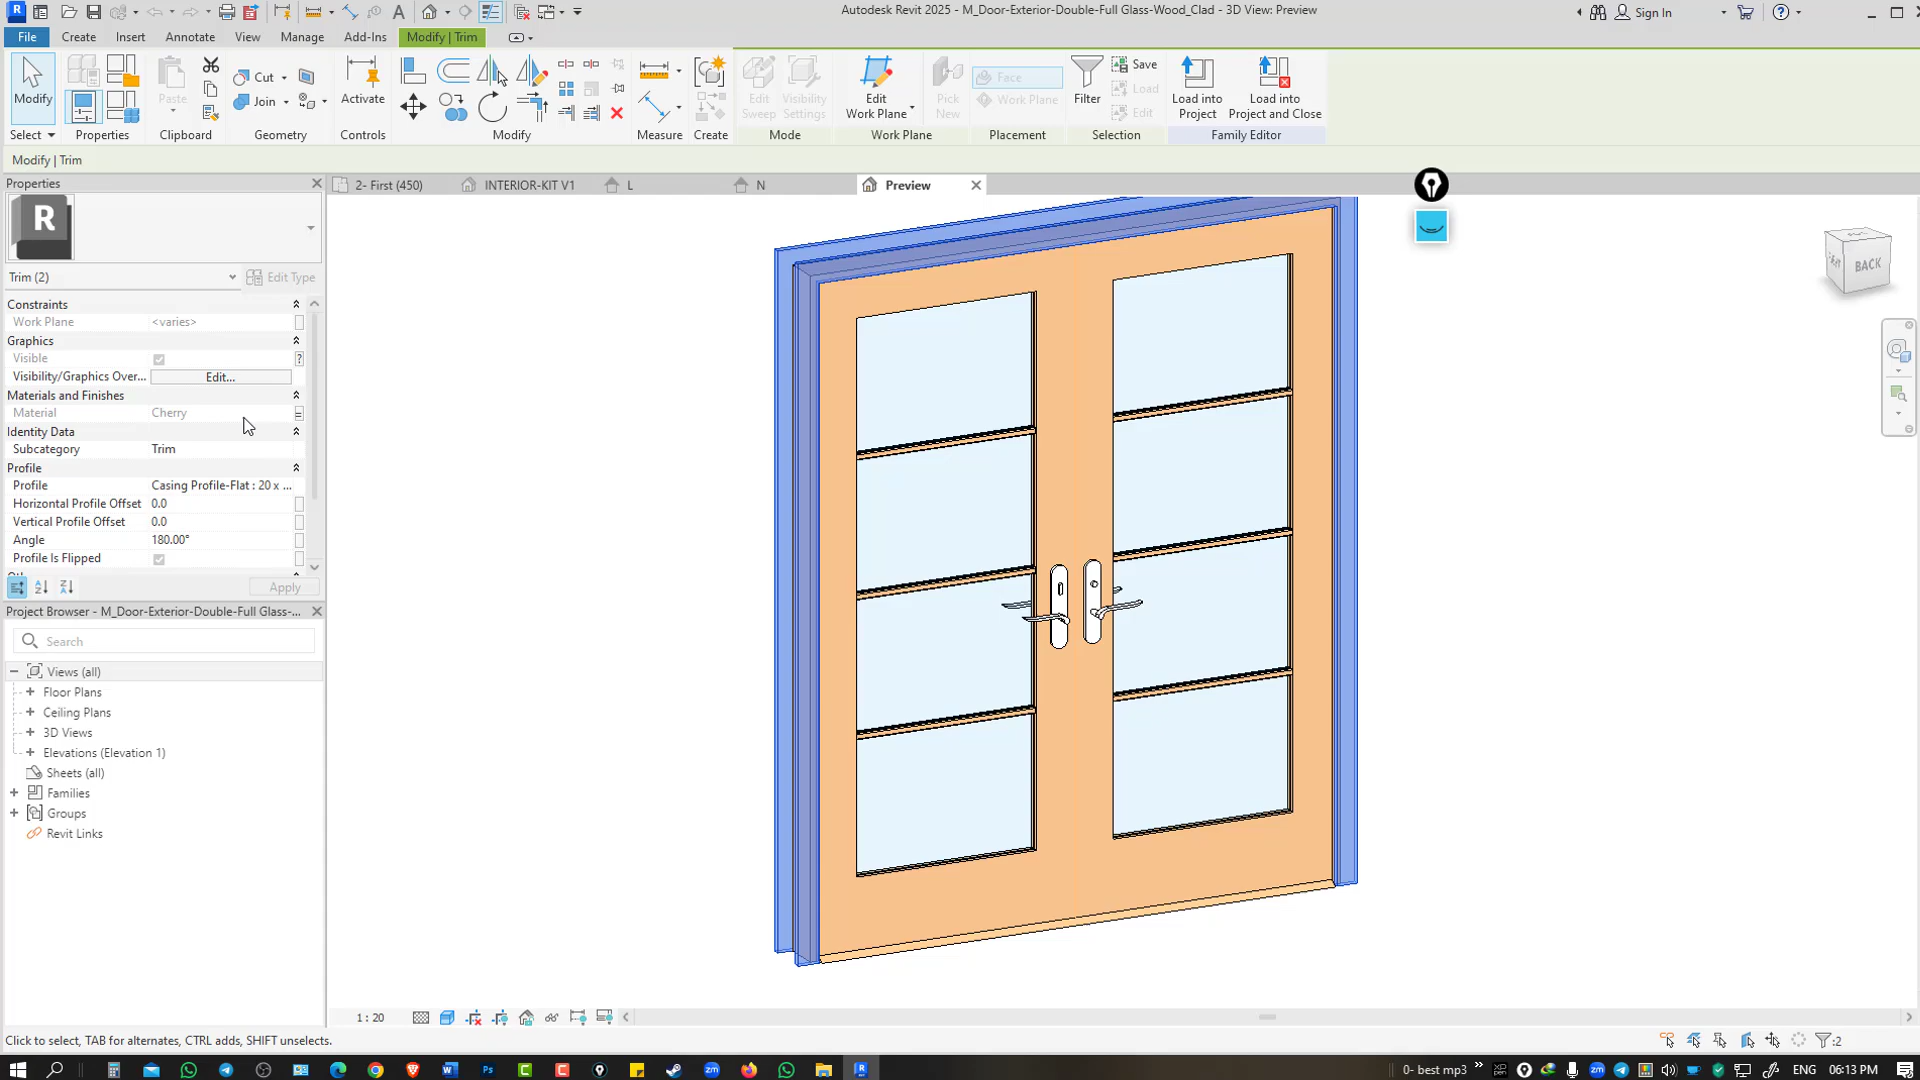 Autodesk Revit 2025 - M_Door-Exterior-Double-Full Glass-Wood_Clad - 3D View: Preview
Sign In
File Create Insert Annotate View Manage Add-Ins Modify | Trim
Modify
Select
Properties
Paste
Clipboard
Cut
Join
Geometry
Activate
Controls
Modify
Measure
Create
Edit Sweep
Visibility Settings
Mode
Edit Work Plane
Work Plane
Pick New
Face
Work Plane
Placement
Filter
Save
Load
Edit
Selection
Load into Project
Load into Project and Close
Family Editor
Modify | Trim
Properties
2- First (450)
INTERIOR-KIT V1
L
N
Preview
R
BACK
Trim (2)
Edit Type
Constraints
Work Plane <varies>
Graphics
Visible
Visibility/Graphics Over... Edit...
Materials and Finishes
Material Cherry
Identity Data
Subcategory Trim
Profile
Profile Casing Profile-Flat : 20 x ...
Horizontal Profile Offset 0.0
Vertical Profile Offset 0.0
Angle 180.00°
Profile Is Flipped
Apply
Project Browser - M_Door-Exterior-Double-Full Glass-...
Search
Views (all)
Floor Plans
Ceiling Plans
3D Views
Elevations (Elevation 1)
Sheets (all)
Families
Groups
Revit Links
1 : 20
Click to select, TAB for alternates, CTRL adds, SHIFT unselects.
:2
0- best mp3
ENG 06:13 PM